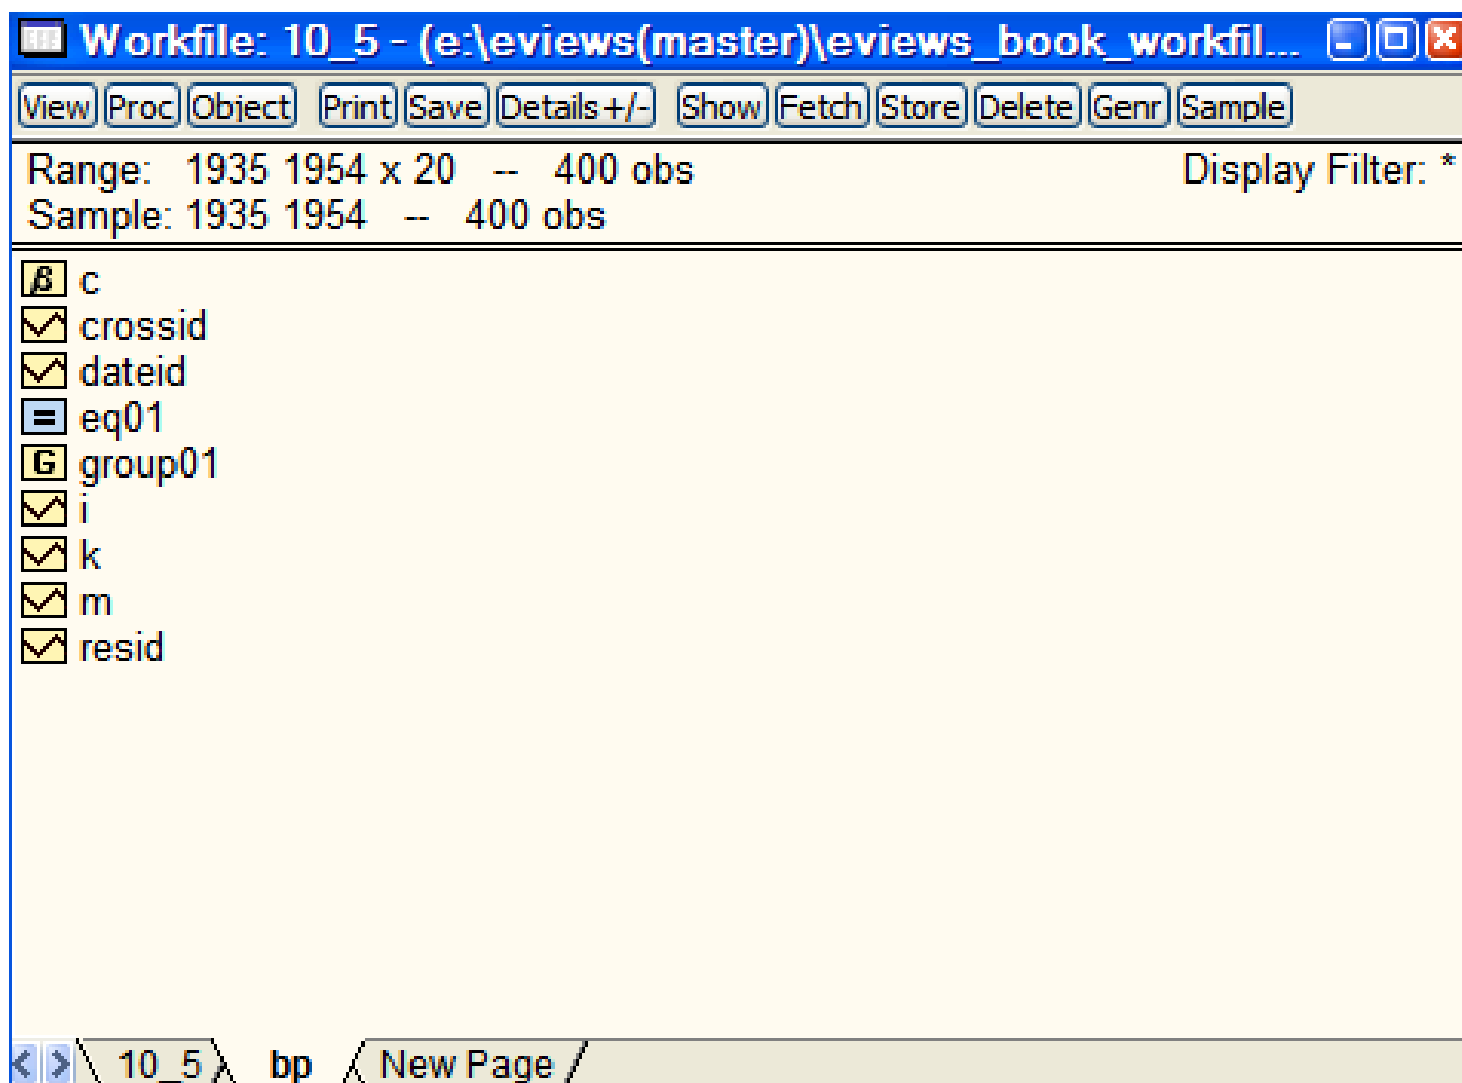 Workfile: 10_5 - (e:\eviews(master)\eviews_book_workfil...
View Proc Object Print Save Details+/- Show Fetch Store Delete Genr Sample
Range: 1935 1954 x 20 -- 400 obs Display Filter: *
Sample: 1935 1954 -- 400 obs
β c
crossid
dateid
= eq01
G group01
i
k
m
resid
< > 10_5 bp New Page